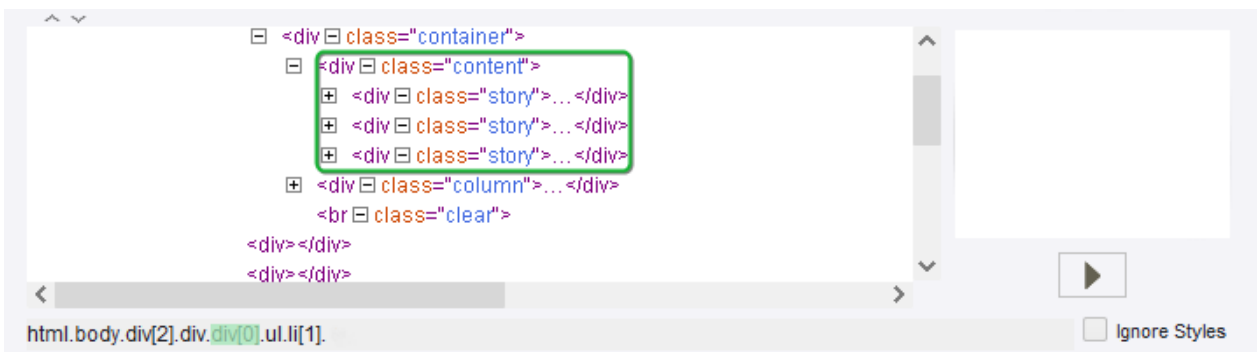 <div class="container">
<div class="content">
<div class="story">...</div>
<div class="story">...</div>
<div class="story">...</div>
<div class="column">...</div>
<br class="clear">
<div></div>
<div></div>
html.body.div[2].div.div[0].ul.li[1].
Ignore Styles